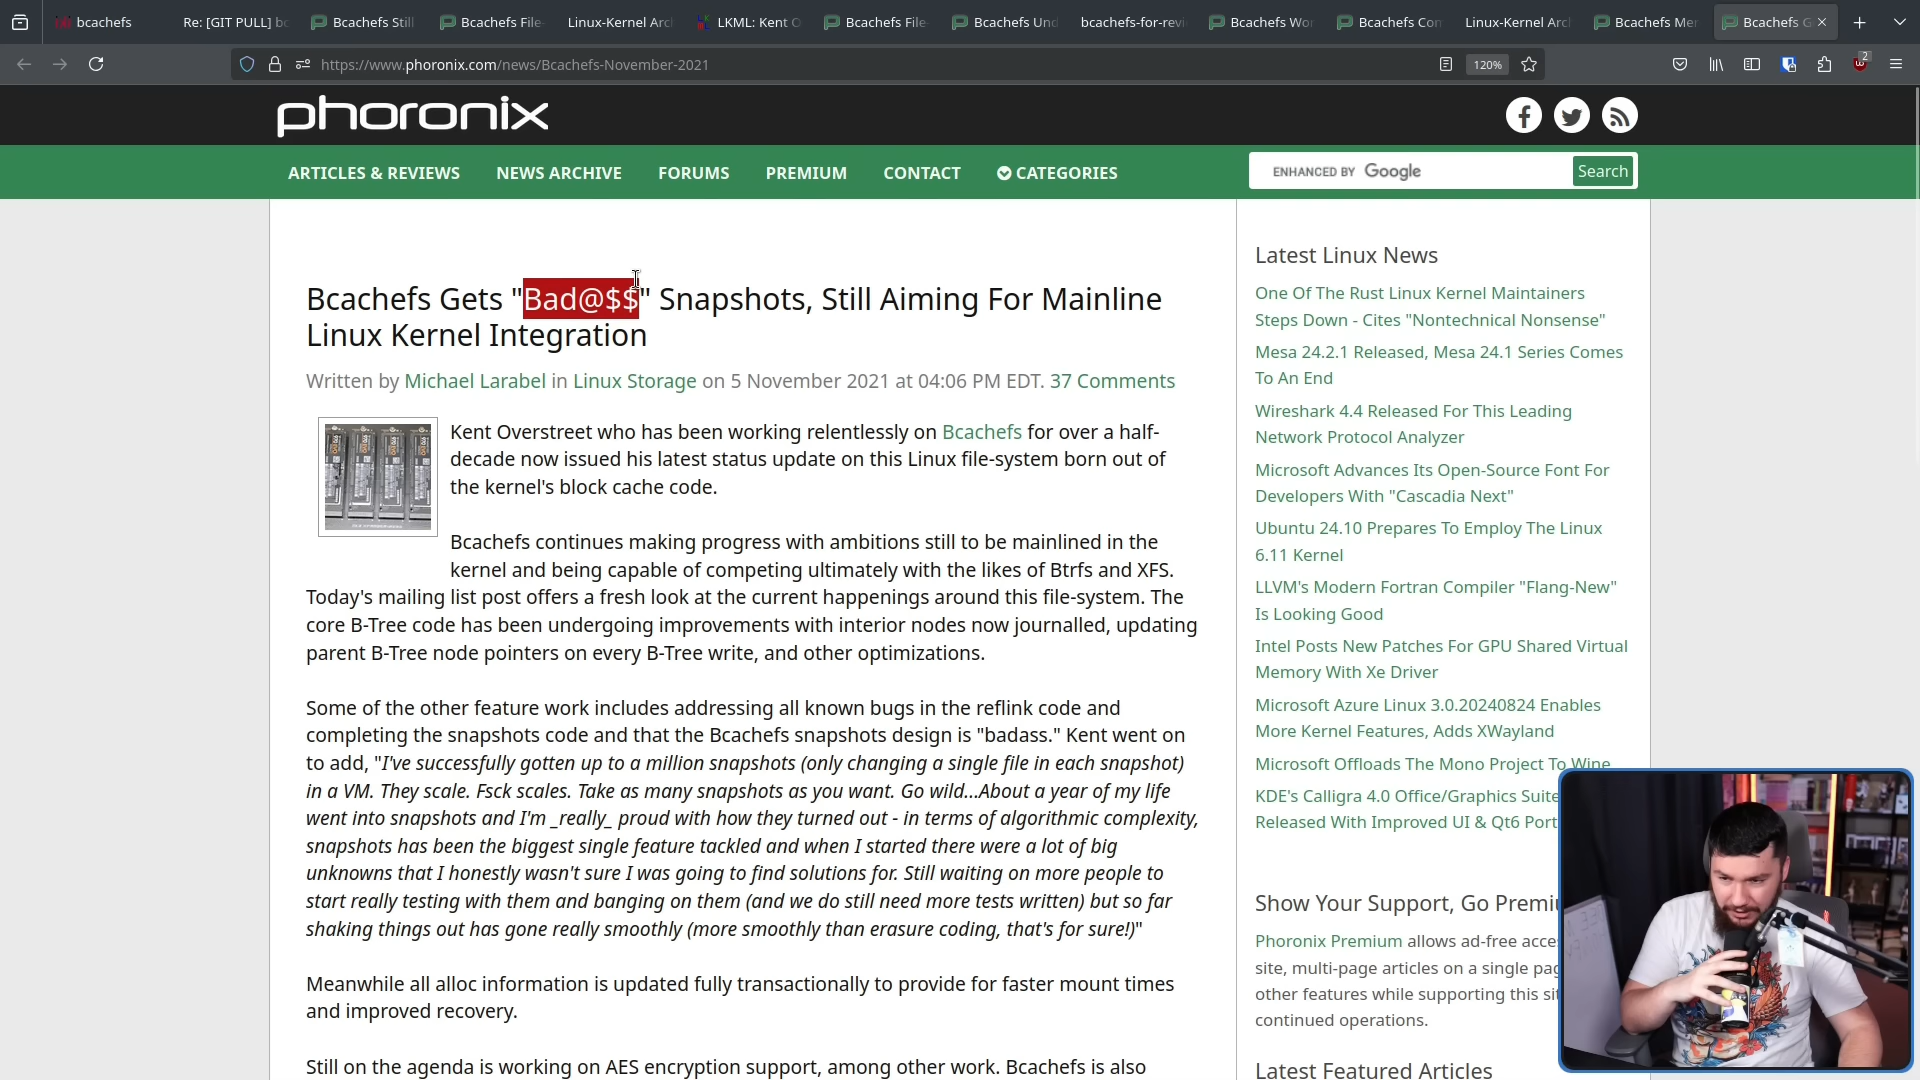 bcachefs
Re: [GIT PULL] bc
Bcachefs Still
Bcachefs File-
Linux-Kernel Arc
LKML: Kent O
Bcachefs File-
Bcachefs Und
bcachefs-for-revi
Bcachefs Wor
Bcachefs Con
Linux-Kernel Arc
Bcachefs Mer
Bcachefs G
https://www.phoronix.com/news/Bcachefs-November-2021
120%
2
phoronix
ARTICLES & REVIEWS
NEWS ARCHIVE
FORUMS
PREMIUM
CONTACT
CATEGORIES
ENHANCED BY Google
Search
Bcachefs Gets "Bad@$$" Snapshots, Still Aiming For Mainline
Linux Kernel Integration
Written by Michael Larabel in Linux Storage on 5 November 2021 at 04:06 PM EDT. 37 Comments
Kent Overstreet who has been working relentlessly on Bcachefs for over a half-
decade now issued his latest status update on this Linux file-system born out of
the kernel's block cache code.
Bcachefs continues making progress with ambitions still to be mainlined in the
kernel and being capable of competing ultimately with the likes of Btrfs and XFS.
Today's mailing list post offers a fresh look at the current happenings around this file-system. The
core B-Tree code has been undergoing improvements with interior nodes now journalled, updating
parent B-Tree node pointers on every B-Tree write, and other optimizations.
Some of the other feature work includes addressing all known bugs in the reflink code and
completing the snapshots code and that the Bcachefs snapshots design is "badass." Kent went on
to add, "I've successfully gotten up to a million snapshots (only changing a single file in each snapshot)
in a VM. They scale. Fsck scales. Take as many snapshots as you want. Go wild...About a year of my life
went into snapshots and I'm _really_ proud with how they turned out - in terms of algorithmic complexity,
snapshots has been the biggest single feature tackled and when I started there were a lot of big
unknowns that I honestly wasn't sure I was going to find solutions for. Still waiting on more people to
start really testing with them and banging on them (and we do still need more tests written) but so far
shaking things out has gone really smoothly (more smoothly than erasure coding, that's for sure!)"
Meanwhile all alloc information is updated fully transactionally to provide for faster mount times
and improved recovery.
Still on the agenda is working on AES encryption support, among other work. Bcachefs is also
Latest Linux News
One Of The Rust Linux Kernel Maintainers
Steps Down - Cites "Nontechnical Nonsense"
Mesa 24.2.1 Released, Mesa 24.1 Series Comes
To An End
Wireshark 4.4 Released For This Leading
Network Protocol Analyzer
Microsoft Advances Its Open-Source Font For
Developers With "Cascadia Next"
Ubuntu 24.10 Prepares To Employ The Linux
6.11 Kernel
LLVM's Modern Fortran Compiler "Flang-New"
Is Looking Good
Intel Posts New Patches For GPU Shared Virtual
Memory With Xe Driver
Microsoft Azure Linux 3.0.20240824 Enables
More Kernel Features, Adds XWayland
Microsoft Offloads The Mono Project To Wine
KDE's Calligra 4.0 Office/Graphics Suite
Released With Improved UI & Qt6 Port
Show Your Support, Go Premiu
Phoronix Premium allows ad-free acce
site, multi-page articles on a single pag
other features while supporting this sit
continued operations.
Latest Featured Articles